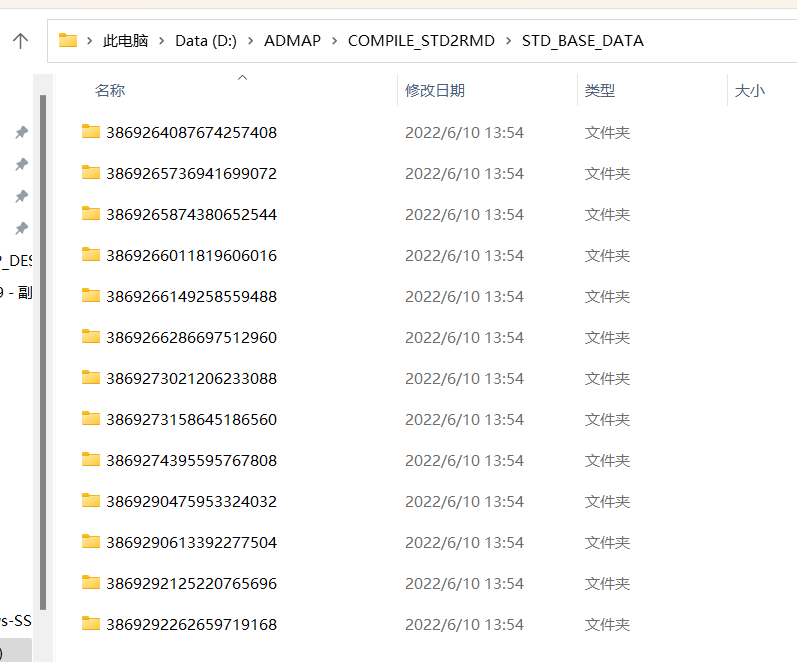 此电脑 > Data (D:) > ADMAP > COMPILE_STD2RMD > STD_BASE_DATA
名称 修改日期 类型 大小
3869264087674257408 2022/6/10 13:54 文件夹
3869265736941699072 2022/6/10 13:54 文件夹
3869265874380652544 2022/6/10 13:54 文件夹
3869266011819606016 2022/6/10 13:54 文件夹
_DES
3869266149258559488 2022/6/10 13:54 文件夹
9 - 副
3869266286697512960 2022/6/10 13:54 文件夹
3869273021206233088 2022/6/10 13:54 文件夹
3869273158645186560 2022/6/10 13:54 文件夹
3869274395595767808 2022/6/10 13:54 文件夹
3869290475953324032 2022/6/10 13:54 文件夹
3869290613392277504 2022/6/10 13:54 文件夹
3869292125220765696 2022/6/10 13:54 文件夹
s-SS
3869292262659719168 2022/6/10 13:54 文件夹
)